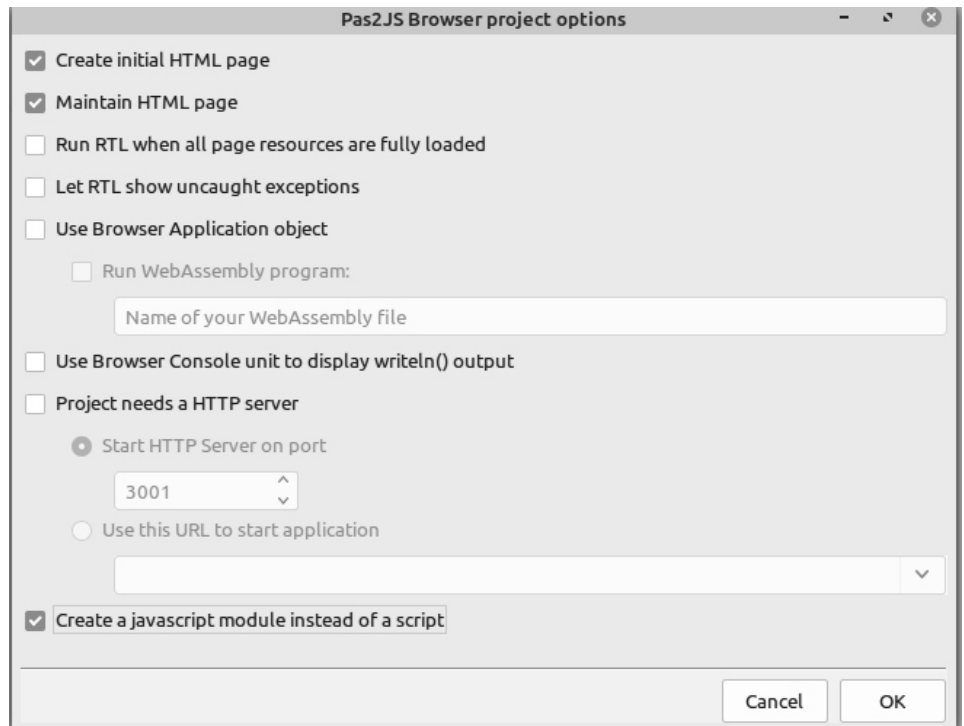 Pas2JS Browser project options
Create initial HTML page
Maintain HTML page
Run RTL when all page resources are fully loaded
Let RTL show uncaught exceptions
Use Browser Application object
Run WebAssembly program:
Name of your WebAssembly file
Use Browser Console unit to display writeln() output
Project needs a HTTP server
Start HTTP Server on port
3001
Use this URL to start application
Create a javascript module instead of a script
Cancel OK